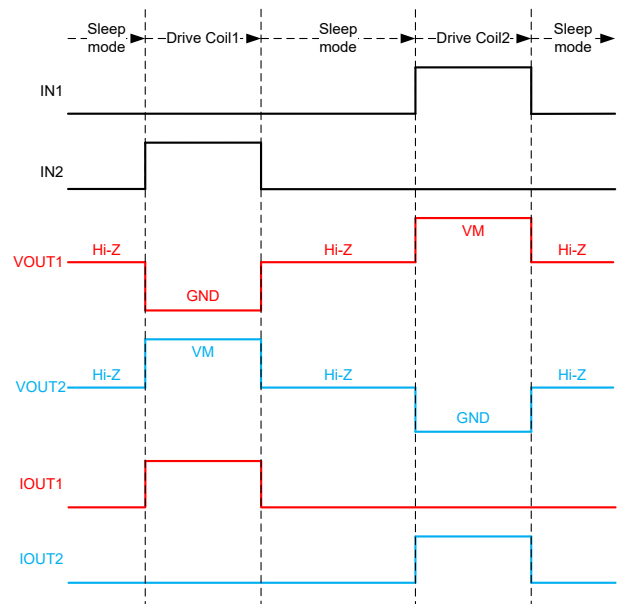 Sleep
mode
Drive Coil1
Sleep
mode
Drive Coil2
Sleep
mode
IN1
IN2
VOUT1
Hi-Z
GND
Hi-Z
VM
Hi-Z
VOUT2
Hi-Z
VM
Hi-Z
GND
Hi-Z
IOUT1
IOUT2